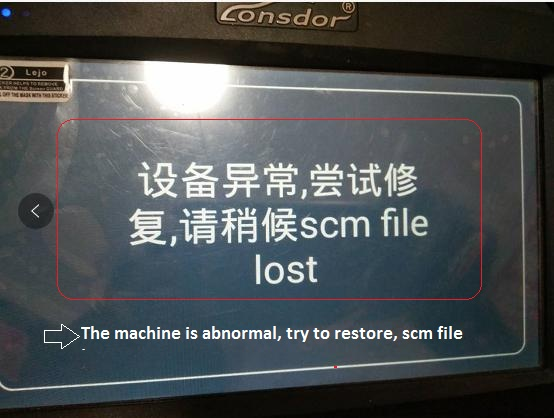 Lonsdor®
2 Lejo
设备异常,尝试修
复,请稍候scm file
lost
The machine is abnormal, try to restore, scm file